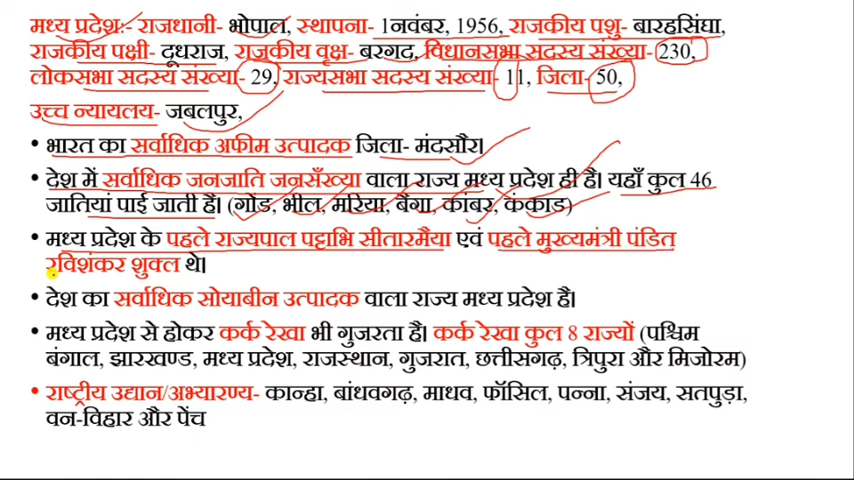 मध्य प्रदेश:- राजधानी- भोपाल, स्थापना- 1नवंबर, 1956, राजकीय पशु- बारहसिंघा,
राजकीय पक्षी- दूधराज, राजकीय वृक्ष- बरगद, विधानसभा सदस्य संख्या- 230,
लोकसभा सदस्य संख्या- 29, राज्यसभा सदस्य संख्या- 11, जिला- 50,
उच्च न्यायलय- जबलपुर,
• भारत का सर्वाधिक अफीम उत्पादक जिला- मंदसौर।
• देश में सर्वाधिक जनजाति जनसँख्या वाला राज्य मध्य प्रदेश ही है। यहाँ कुल 46
जातियां पाई जाती है। (गोंड, भील, मरिया, बैगा, कांबर, कंकाड)
• मध्य प्रदेश के पहले राज्यपाल पट्टाभि सीतारमैया एवं पहले मुख्यमंत्री पंडित
रविशंकर शुक्ल थे।
• देश का सर्वाधिक सोयाबीन उत्पादक वाला राज्य मध्य प्रदेश है।
• मध्य प्रदेश से होकर कर्क रेखा भी गुजरता है। कर्क रेखा कुल 8 राज्यों (पश्चिम
बंगाल, झारखण्ड, मध्य प्रदेश, राजस्थान, गुजरात, छत्तीसगढ़, त्रिपुरा और मिजोरम)
• राष्ट्रीय उद्यान/अभ्यारण्य- कान्हा, बांधवगढ़, माधव, फॉसिल, पन्ना, संजय, सतपुड़ा,
वन-विहार और पेंच